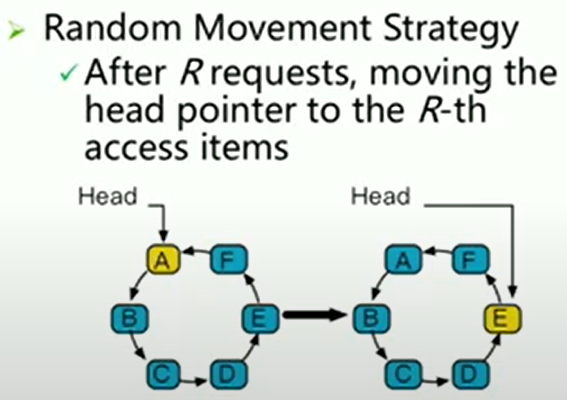 Random Movement Strategy
After R requests, moving the
head pointer to the R-th
access items
Head
Head
A
F
A
F
B
E
B
E
C
D
C
D